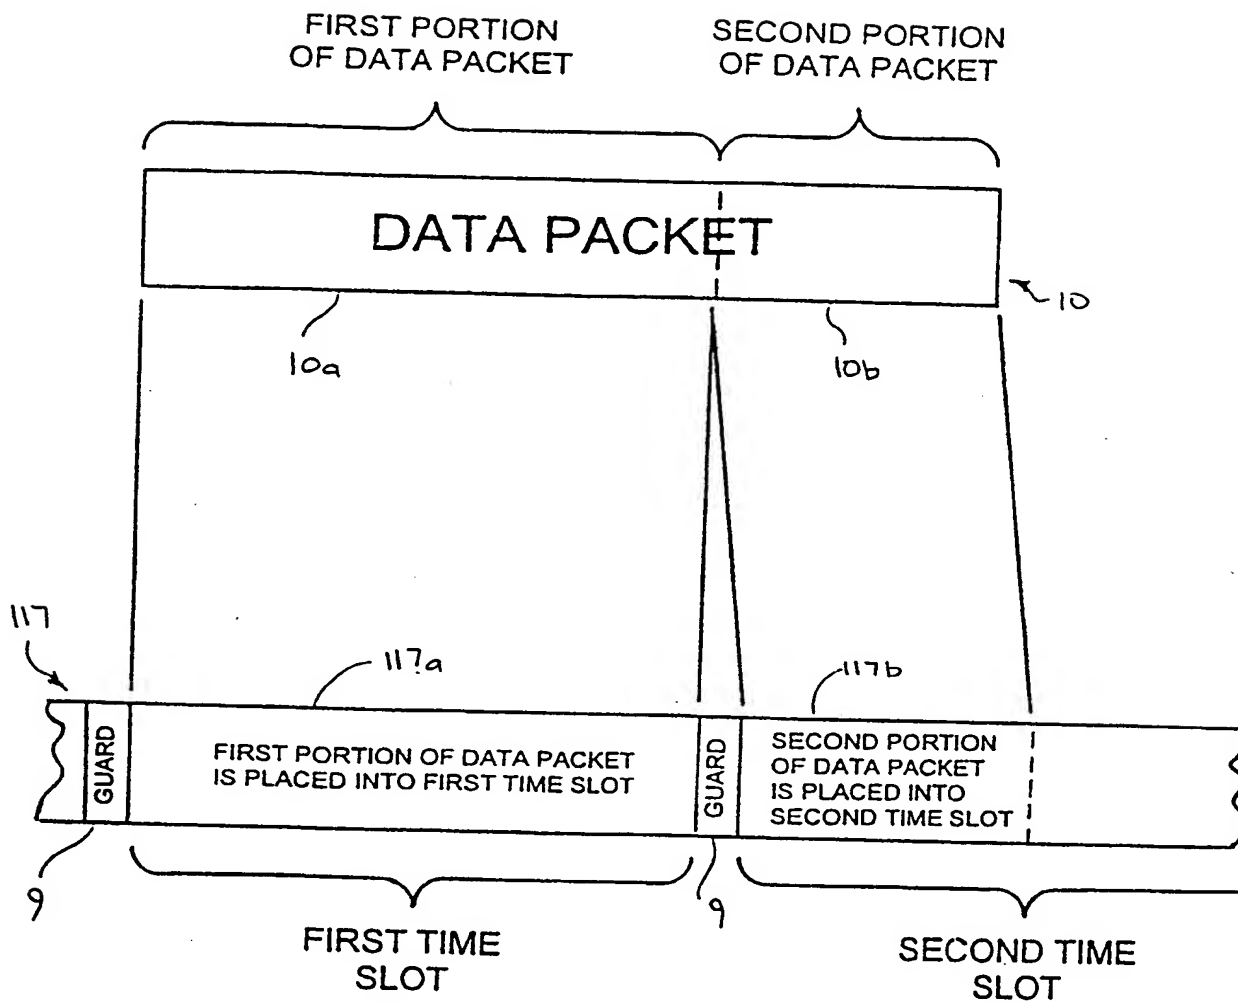 FIRST PORTION
OF DATA PACKET
SECOND PORTION
OF DATA PACKET
DATA PACKET
10
10a
10b
117
117a
117b
GUARD
FIRST PORTION OF DATA PACKET
IS PLACED INTO FIRST TIME SLOT
GUARD
SECOND PORTION
OF DATA PACKET
IS PLACED INTO
SECOND TIME SLOT
9
9
FIRST TIME
SLOT
SECOND TIME
SLOT